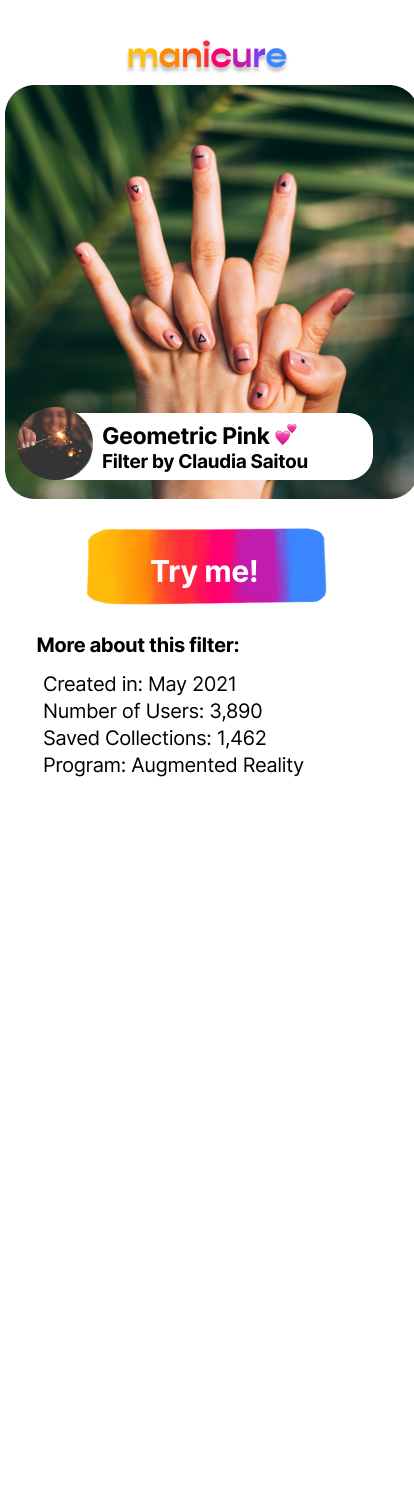 manicure
Geometric Pink 💕
Filter by Claudia Saitou
Try me!
More about this filter:
Created in: May 2021
Number of Users: 3,890
Saved Collections: 1,462
Program: Augmented Reality